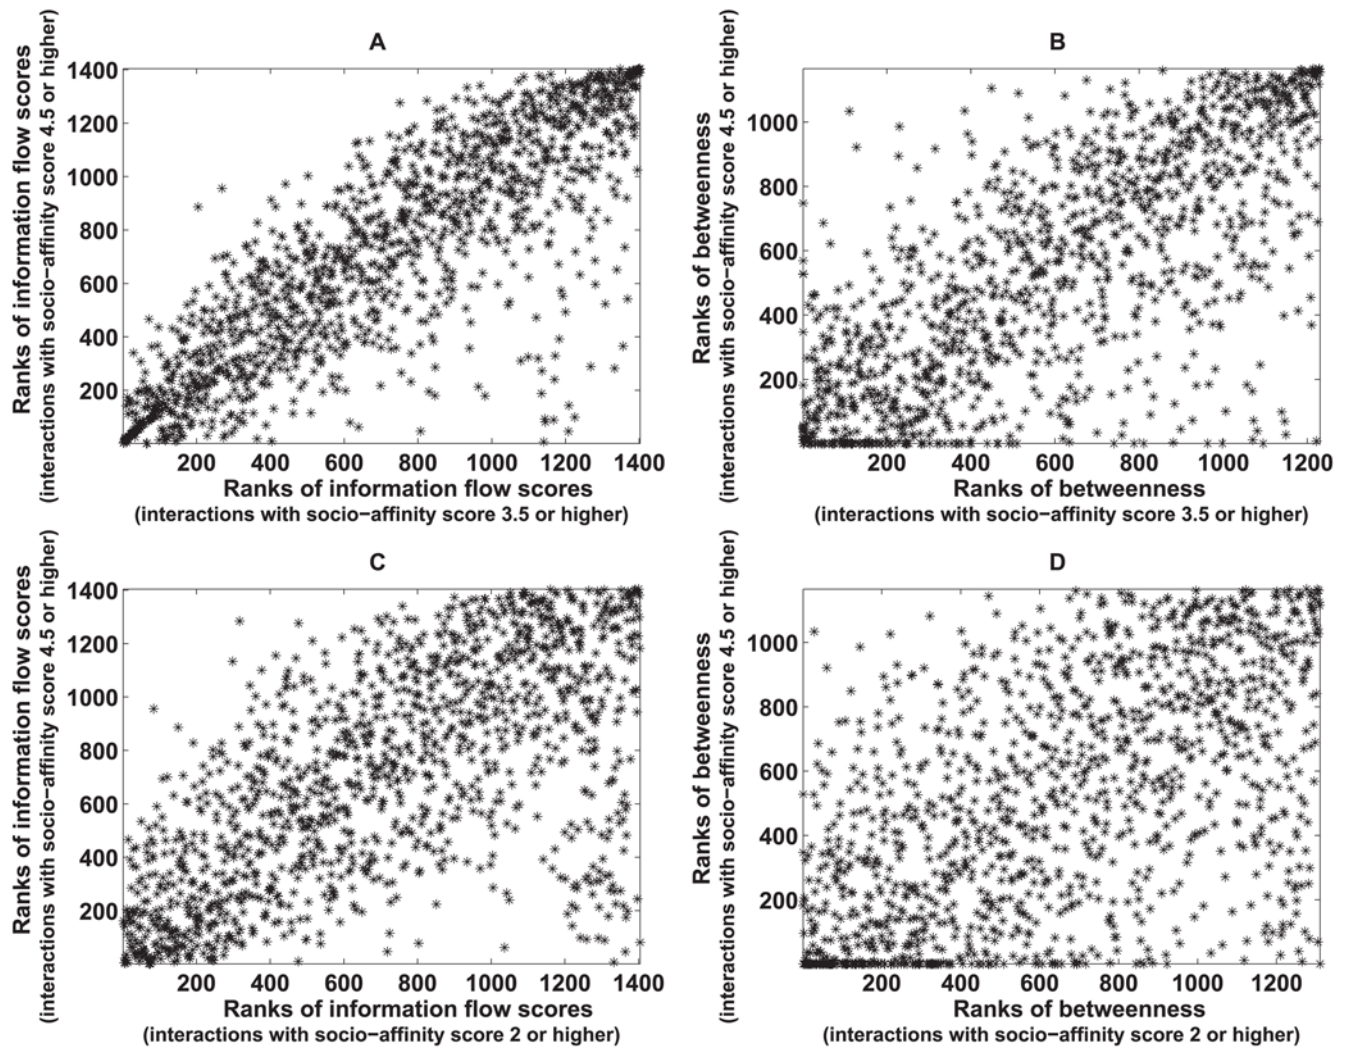 A
Ranks of information flow scores
(interactions with socio−affinity score 4.5 or higher)
1400
1200
1000
800
600
400
200
200 400 600 800 1000 1200 1400
Ranks of information flow scores
(interactions with socio−affinity score 3.5 or higher)
B
Ranks of betweenness
(interactions with socio−affinity score 4.5 or higher)
1000
800
600
400
200
200 400 600 800 1000 1200
Ranks of betweenness
(interactions with socio−affinity score 3.5 or higher)
C
Ranks of information flow scores
(interactions with socio−affinity score 4.5 or higher)
1400
1200
1000
800
600
400
200
200 400 600 800 1000 1200 1400
Ranks of information flow scores
(interactions with socio−affinity score 2 or higher)
D
Ranks of betweenness
(interactions with socio−affinity score 4.5 or higher)
1000
800
600
400
200
200 400 600 800 1000 1200
Ranks of betweenness
(interactions with socio−affinity score 2 or higher)